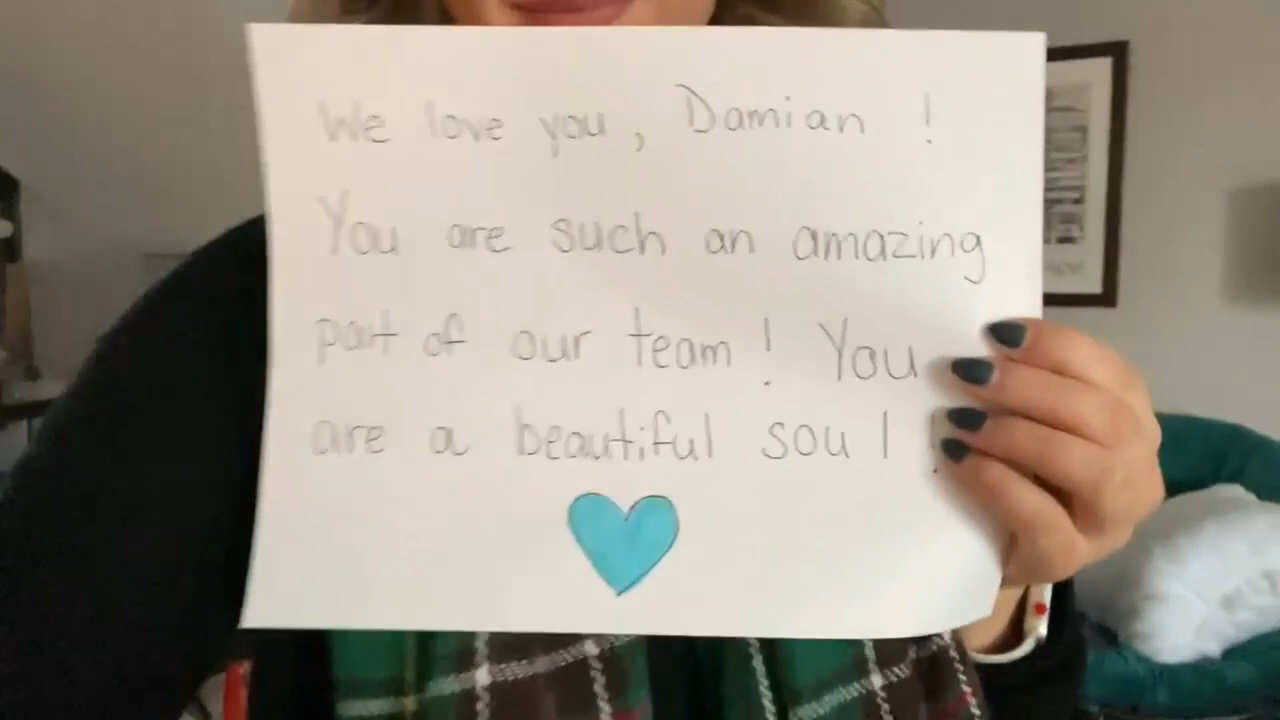 We love you, Damian !
You are such an amazing
part of our team! You
are a beautiful soul!